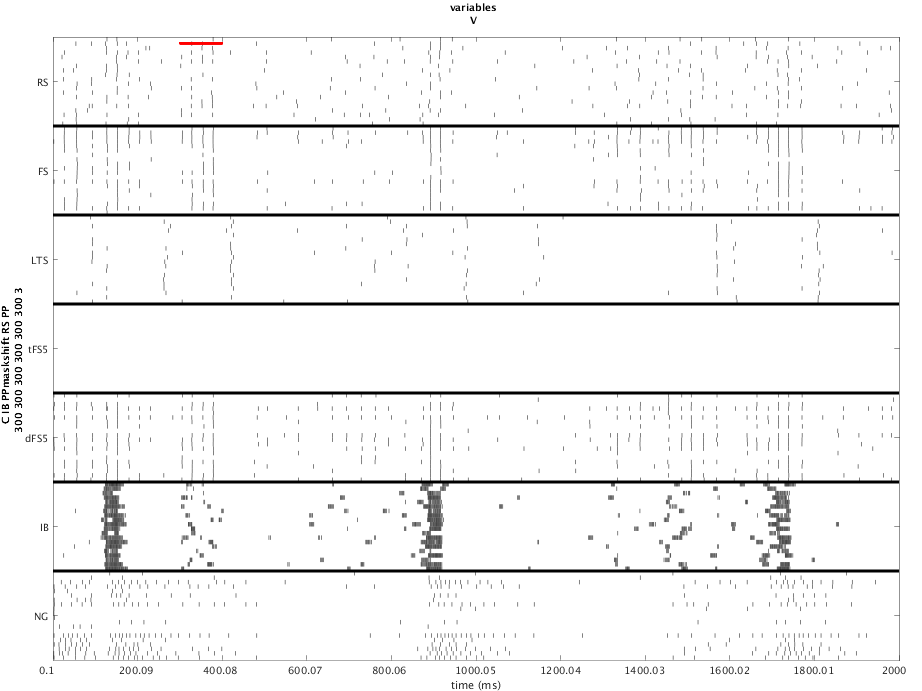 variables
V
RS
FS
LTS
tFS5
dFS5
IB
NG
C IB PPmaskshift RS PP
300 300 300 300 300 300 3
0.1 200.09 400.08 600.07 800.06 1000.05 1200.04 1400.03 1600.02 1800.01 2000
time (ms)